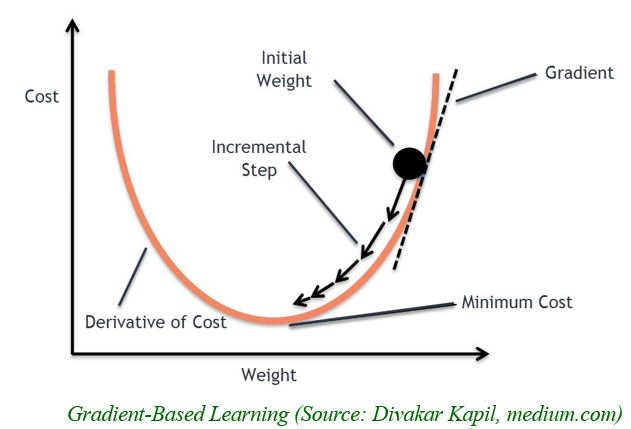 Initial
Weight
Gradient
Cost
Incremental
Step
Minimum Cost
Derivative of Cost
Weight
Gradient-Based Learning (Source: Divakar Kapil, medium.com)